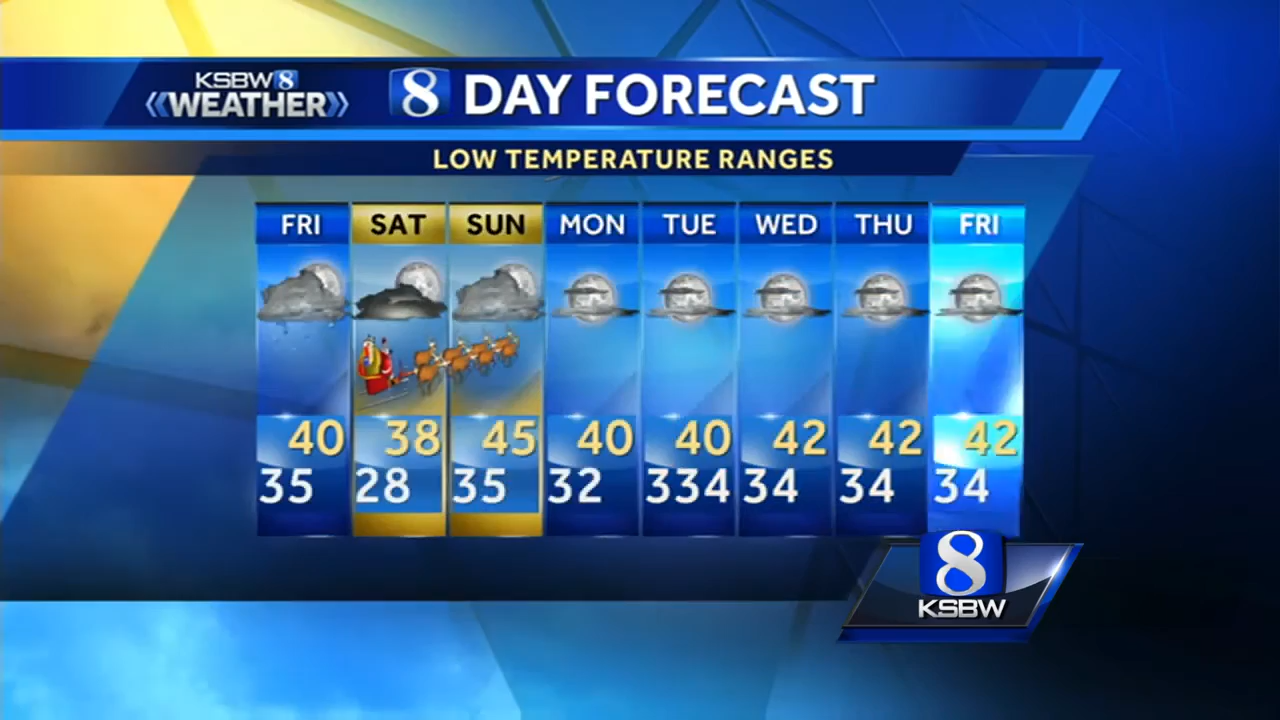 KSBW 8
WEATHER
8 DAY FORECAST
LOW TEMPERATURE RANGES
FRI SAT SUN MON TUE WED THU FRI
40 38 45 40 40 42 42 42
35 28 35 32 334 34 34 34
8
KSBW